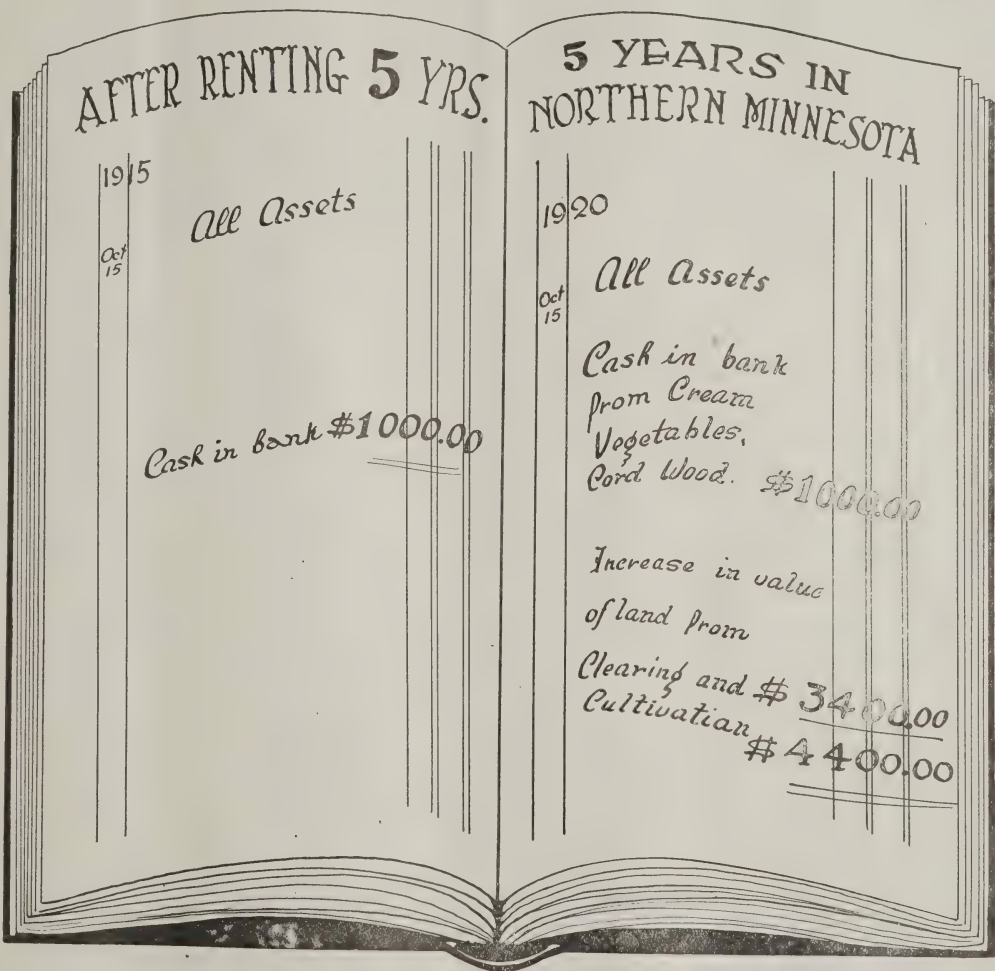 AFTER RENTING 5 YRS.
1915
Oct
15
All Assets
Cash in bank $1000.00
5 YEARS IN
NORTHERN MINNESOTA
1920
Oct
15
All Assets
Cash in bank
from Cream
Vegetables,
Cord Wood. $1000.00
Increase in value
of land from
Clearing and $3400.00
Cultivatian
$4400.00